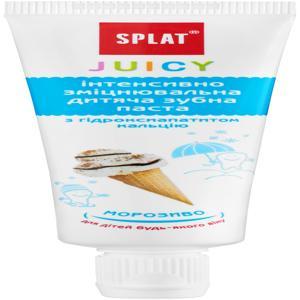 SPLAT®
JUICY
інтенсивно
зміцнювальна
дитяча зубна
паста
з гідроксиапатитом
кальцію
МОРОЗИВО
для дітей будь-якого віку